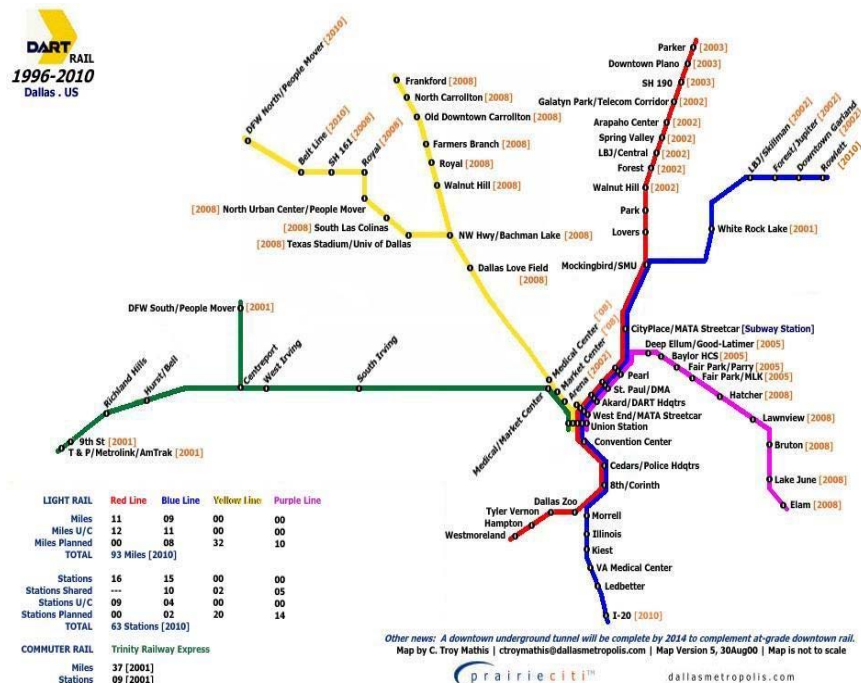 DART RAIL
1996-2010
Dallas . US
DFW North/People Mover [2010]
Belt Line [2010]
SH 161 [2008]
Royal [2008]
[2008] North Urban Center/People Mover
[2008] South Las Colinas
[2008] Texas Stadium/Univ of Dallas
Frankford [2008]
North Carrollton [2008]
Old Downtown Carrollton [2008]
Farmers Branch [2008]
Royal [2008]
Walnut Hill [2008]
NW Hwy/Bachman Lake [2008]
Dallas Love Field
[2008]
Parker [2003]
Downtown Plano [2003]
SH 190 [2003]
Galatyn Park/Telecom Corridor [2002]
Arapaho Center [2002]
Spring Valley [2002]
LBJ/Central [2002]
Forest [2002]
Walnut Hill [2002]
Park
Lovers
Mockingbird/SMU
LBJ/Skillman [2002]
Forest/Jupiter [2002]
Downtown Garland [2002]
Rowlett [2010]
White Rock Lake [2001]
CityPlace/MATA Streetcar [Subway Station]
Deep Ellum/Good-Latimer [2005]
Baylor HCS [2005]
Fair Park/Parry [2005]
Fair Park/MLK [2005]
Hatcher [2008]
Lawnview [2008]
Bruton [2008]
Lake June [2008]
Elam [2008]
Medical Center ['08]
Market Center ['08]
Arena [2002]
Pearl
St. Paul/DMA
Akard/DART Hdqtrs
West End/MATA Streetcar
Union Station
Convention Center
Cedars/Police Hdqtrs
8th/Corinth
Dallas Zoo
Tyler Vernon
Hampton
Westmoreland
Morrell
Illinois
Kiest
VA Medical Center
Ledbetter
I-20 [2010]
DFW South/People Mover [2001]
Richland Hills
Hurst/Bell
Centreport
West Irving
South Irving
Medical/Market Center
9th St [2001]
T & P/Metrolink/AmTrak [2001]
LIGHT RAIL Red Line Blue Line Yellow Line Purple Line
Miles 11 09 00 00
Miles U/C 12 11 00 00
Miles Planned 00 08 32 10
TOTAL 93 Miles [2010]
Stations 16 15 00 00
Stations Shared --- 10 02 05
Stations U/C 09 04 00 00
Stations Planned 00 02 20 14
TOTAL 63 Stations [2010]
COMMUTER RAIL Trinity Railway Express
Miles 37 [2001]
Stations 09 [2001]
Other news: A downtown underground tunnel will be complete by 2014 to complement at-grade downtown rail.
Map by C. Troy Mathis | ctroymathis@dallasmetropolis.com | Map Version 5, 30Aug00 | Map is not to scale
prairieciti™
dallasmetropolis.com